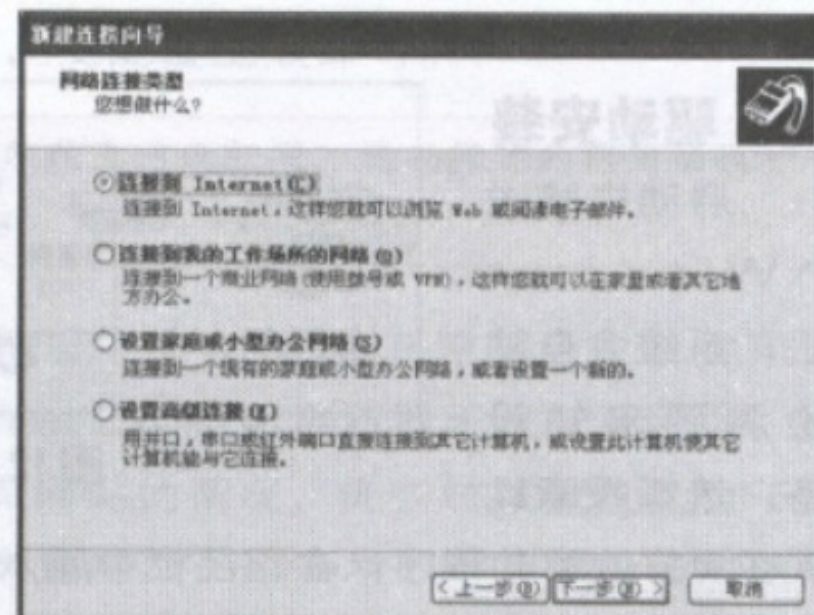 新建连接向导
网络连接类型
您想做什么?
连接到 Internet(C)
连接到 Internet,这样您就可以浏览 Web 或阅读电子邮件。
连接到我的工作场所的网络(O)
连接到一个商业网络(使用拨号或 VPN),这样您就可以在家里或者其它地
方办公。
设置家庭或小型办公网络(S)
连接到一个现有的家庭或小型办公网络,或者设置一个新的。
设置高级连接(E)
用并口,串口或红外端口直接连接到其它计算机,或设置此计算机使其它
计算机能与它连接。
<上一步(B) 下一步(N)> 取消
驱动安装